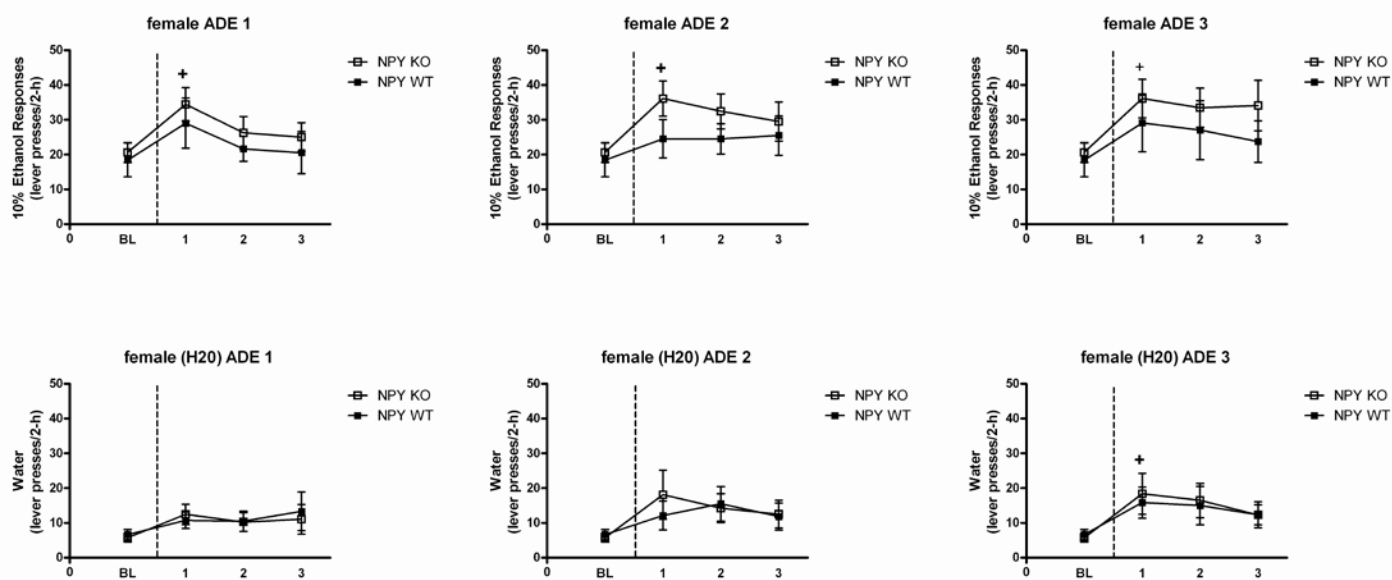 female ADE 1
10% Ethanol Responses
(lever presses/2-h)
50
40
30
20
10
0
+
0 BL 1 2 3
NPY KO
NPY WT
female ADE 2
10% Ethanol Responses
(lever presses/2-h)
50
40
30
20
10
0
+
0 BL 1 2 3
NPY KO
NPY WT
female ADE 3
10% Ethanol Responses
(lever presses/2-h)
50
40
30
20
10
0
+
0 BL 1 2 3
NPY KO
NPY WT
female (H20) ADE 1
Water
(lever presses/2-h)
50
40
30
20
10
0
0 BL 1 2 3
NPY KO
NPY WT
female (H20) ADE 2
Water
(lever presses/2-h)
50
40
30
20
10
0
0 BL 1 2 3
NPY KO
NPY WT
female (H20) ADE 3
Water
(lever presses/2-h)
50
40
30
20
10
0
+
0 BL 1 2 3
NPY KO
NPY WT